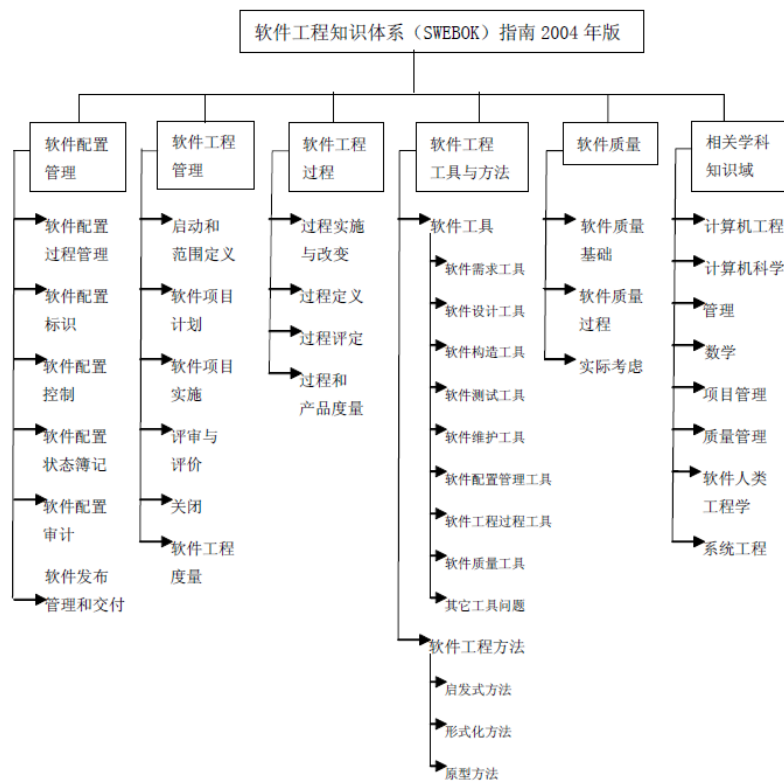 软件工程知识体系（SWEBOK）指南 2004 年版
软件配置
管理
软件配置
过程管理
软件配置
标识
软件配置
控制
软件配置
状态簿记
软件配置
审计
软件发布
管理和交付
软件工程
管理
启动和
范围定义
软件项目
计划
软件项目
实施
评审与
评价
关闭
软件工程
度量
软件工程
过程
过程实施
与改变
过程定义
过程评定
过程和
产品度量
软件工程
工具与方法
软件工具
软件需求工具
软件设计工具
软件构造工具
软件测试工具
软件维护工具
软件配置管理工具
软件工程过程工具
软件质量工具
其它工具问题
软件工程方法
启发式方法
形式化方法
原型方法
软件质量
软件质量
基础
软件质量
过程
实际考虑
相关学科
知识域
计算机工程
计算机科学
管理
数学
项目管理
质量管理
软件人类
工程学
系统工程